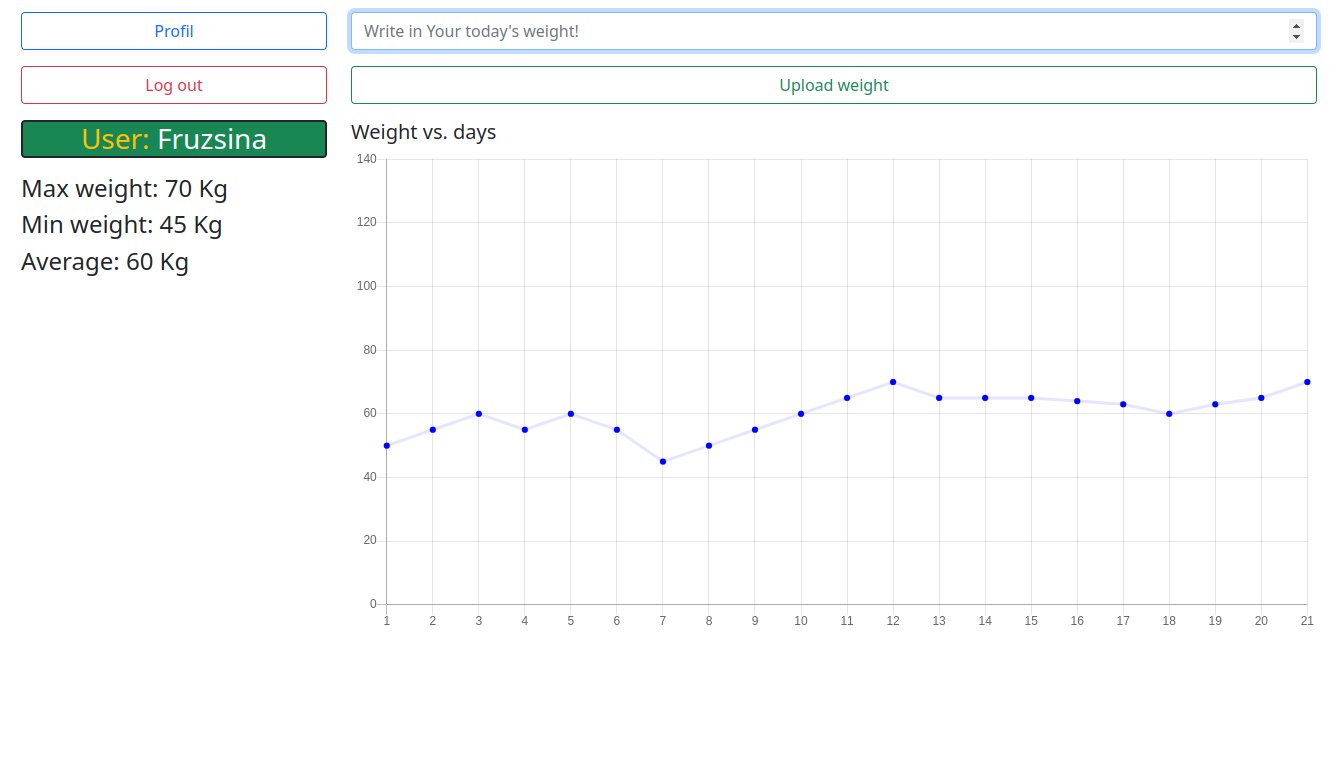 Profil
Write in Your today's weight!
Log out
Upload weight
User: Fruzsina
Max weight: 70 Kg
Min weight: 45 Kg
Average: 60 Kg
Weight vs. days
140
120
100
80
60
40
20
0
1 2 3 4 5 6 7 8 9 10 11 12 13 14 15 16 17 18 19 20 21